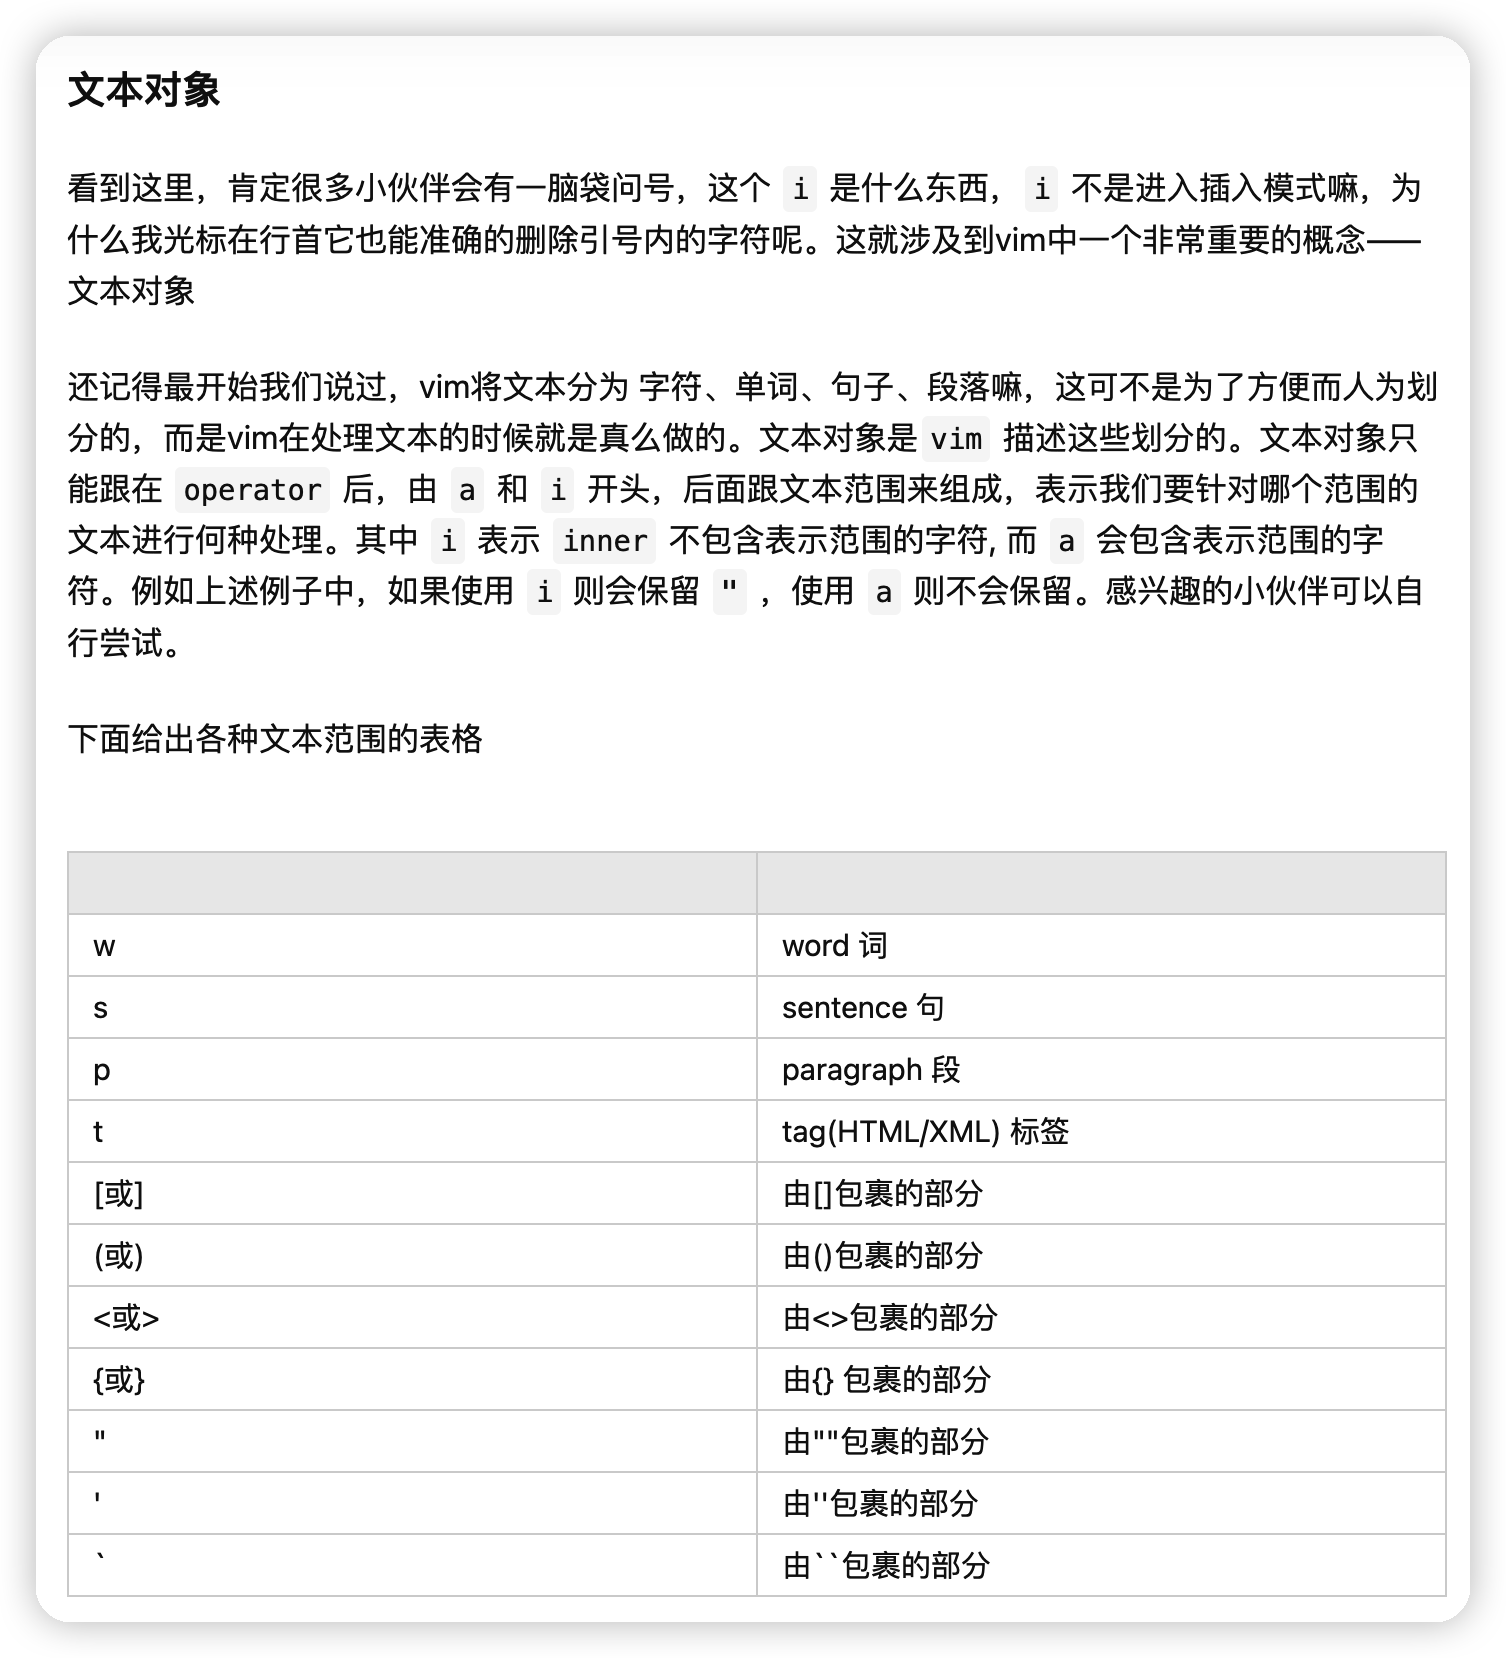 文本对象
看到这里，肯定很多小伙伴会有一脑袋问号，这个 i 是什么东西， i 不是进入插入模式嘛，为
什么我光标在行首它也能准确的删除引号内的字符呢。这就涉及到vim中一个非常重要的概念——
文本对象
还记得最开始我们说过，vim将文本分为 字符、单词、句子、段落嘛，这可不是为了方便而人为划
分的，而是vim在处理文本的时候就是真么做的。文本对象是 vim 描述这些划分的。文本对象只
能跟在 operator 后，由 a 和 i 开头，后面跟文本范围来组成，表示我们要针对哪个范围的
文本进行何种处理。其中 i 表示 inner 不包含表示范围的字符, 而 a 会包含表示范围的字
符。例如上述例子中，如果使用 i 则会保留 " ，使用 a 则不会保留。感兴趣的小伙伴可以自
行尝试。
下面给出各种文本范围的表格
w word 词
s sentence 句
p paragraph 段
t tag(HTML/XML) 标签
[或] 由[]包裹的部分
(或) 由()包裹的部分
<或> 由<>包裹的部分
{或} 由{} 包裹的部分
" 由""包裹的部分
' 由''包裹的部分
` 由``包裹的部分